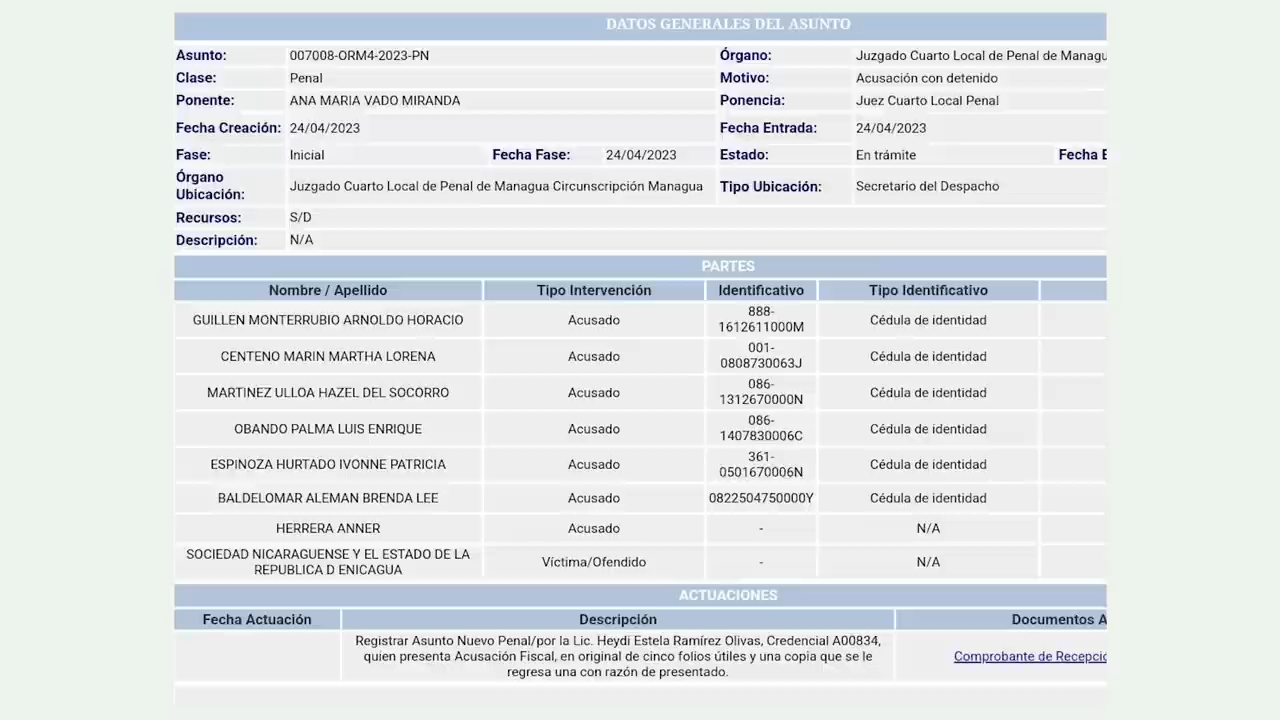 DATOS GENERALES DEL ASUNTO
Asunto: 007008-ORM4-2023-PN Órgano: Juzgado Cuarto Local de Penal de Managu
Clase: Penal Motivo: Acusación con detenido
Ponente: ANA MARIA VADO MIRANDA Ponencia: Juez Cuarto Local Penal
Fecha Creación: 24/04/2023 Fecha Entrada: 24/04/2023
Fase: Inicial Fecha Fase: 24/04/2023 Estado: En trámite Fecha E
Órgano
Ubicación: Juzgado Cuarto Local de Penal de Managua Circunscripción Managua Tipo Ubicación: Secretario del Despacho
Recursos: S/D
Descripción: N/A
PARTES
Nombre / Apellido Tipo Intervención Identificativo Tipo Identificativo
GUILLEN MONTERRUBIO ARNOLDO HORACIO Acusado 888-
1612611000M Cédula de identidad
CENTENO MARIN MARTHA LORENA Acusado 001-
0808730063J Cédula de identidad
MARTINEZ ULLOA HAZEL DEL SOCORRO Acusado 086-
1312670000N Cédula de identidad
OBANDO PALMA LUIS ENRIQUE Acusado 086-
1407830006C Cédula de identidad
ESPINOZA HURTADO IVONNE PATRICIA Acusado 361-
0501670006N Cédula de identidad
BALDELOMAR ALEMAN BRENDA LEE Acusado 0822504750000Y Cédula de identidad
HERRERA ANNER Acusado - N/A
SOCIEDAD NICARAGUENSE Y EL ESTADO DE LA
REPUBLICA D ENICAGUA Víctima/Ofendido - N/A
ACTUACIONES
Fecha Actuación Descripción Documentos A
Registrar Asunto Nuevo Penal/por la Lic. Heydi Estela Ramírez Olivas, Credencial A00834,
quien presenta Acusación Fiscal, en original de cinco folios útiles y una copia que se le
regresa una con razón de presentado.
Comprobante de Recepció